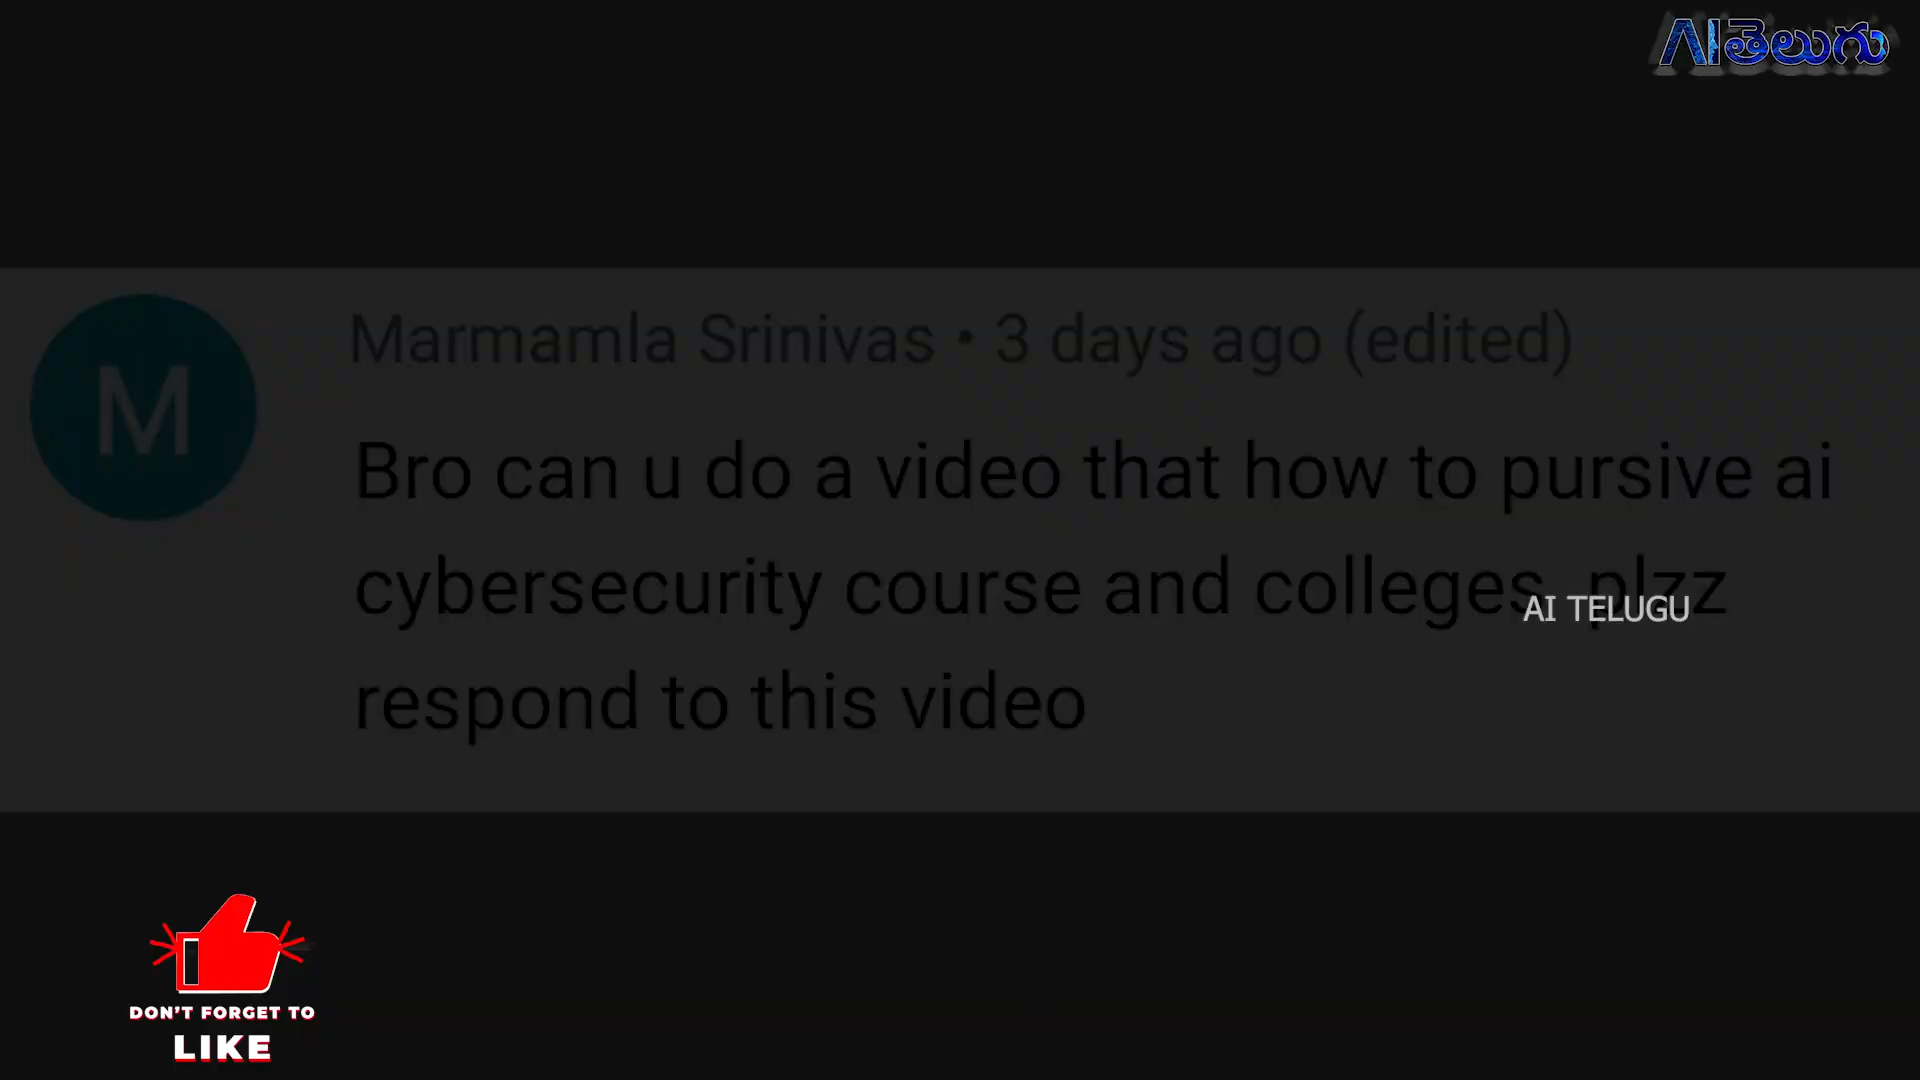 AIతెలుగు
M
Marmamla Srinivas • 3 days ago (edited)
Bro can u do a video that how to pursive ai
cybersecurity course and colleges plzz
AI TELUGU
respond to this video
DON'T FORGET TO
LIKE